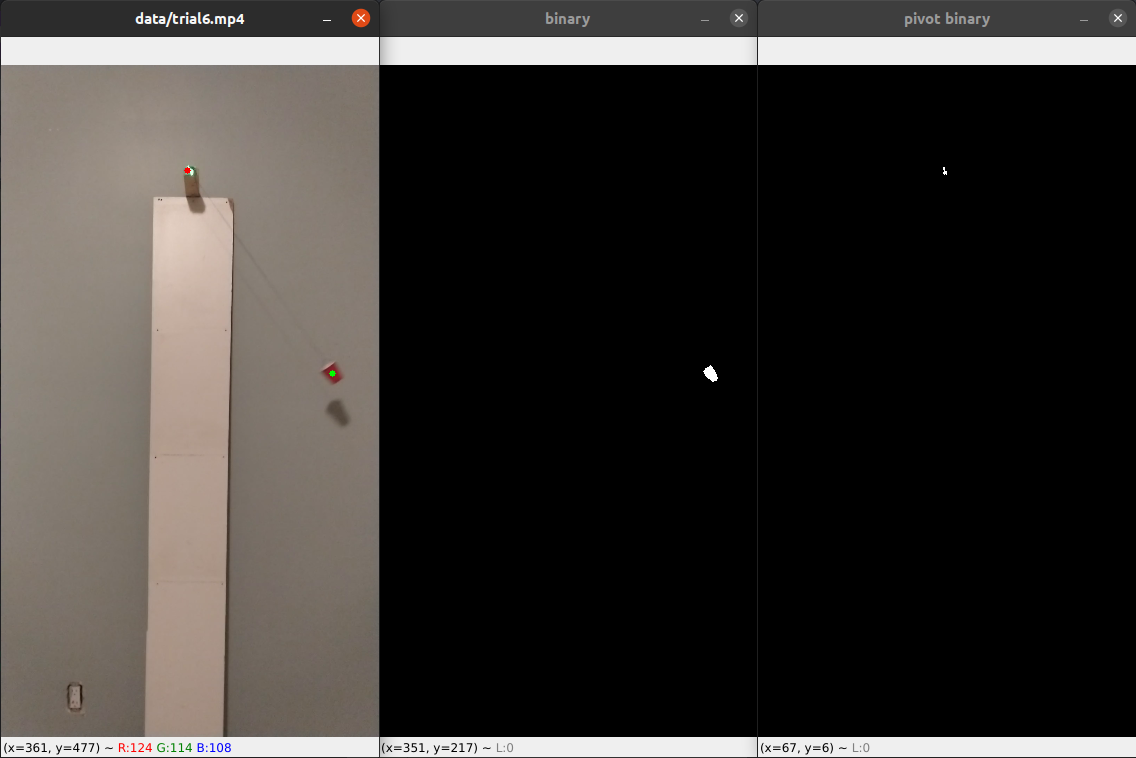 data/trial6.mp4
binary
pivot binary
(x=361, y=477) ~ R:124 G:114 B:108
(x=351, y=217) ~ L:0
(x=67, y=6) ~ L:0